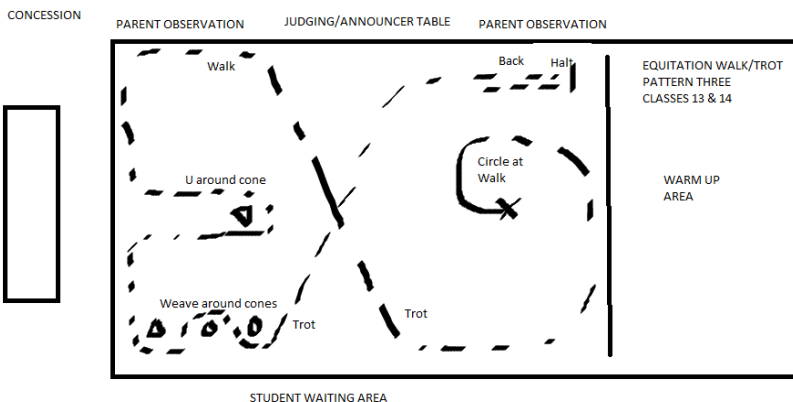 CONCESSION
PARENT OBSERVATION
JUDGING/ANNOUNCER TABLE
PARENT OBSERVATION
Walk
Back
Halt
EQUITATION WALK/TROT
PATTERN THREE
CLASSES 13 & 14
U around cone
Circle at
Walk
WARM UP
AREA
Weave around cones
Trot
Trot
STUDENT WAITING AREA